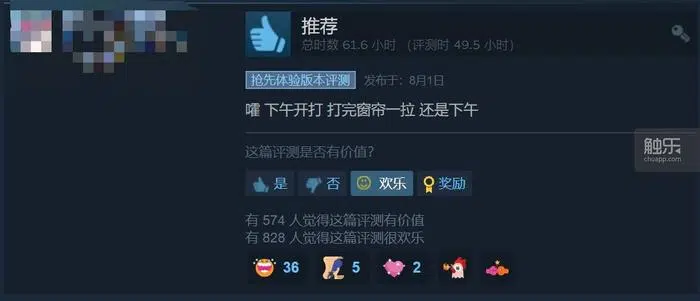 推荐
总时数 61.6 小时 （评测时 49.5 小时）
抢先体验版本评测 发布于：8月1日
嚯 下午开打 打完窗帘一拉 还是下午
这篇评测是否有价值?
是 否 欢乐 奖励
有 574 人觉得这篇评测有价值
有 828 人觉得这篇评测很欢乐
36 5 2
触乐
chuapp.com